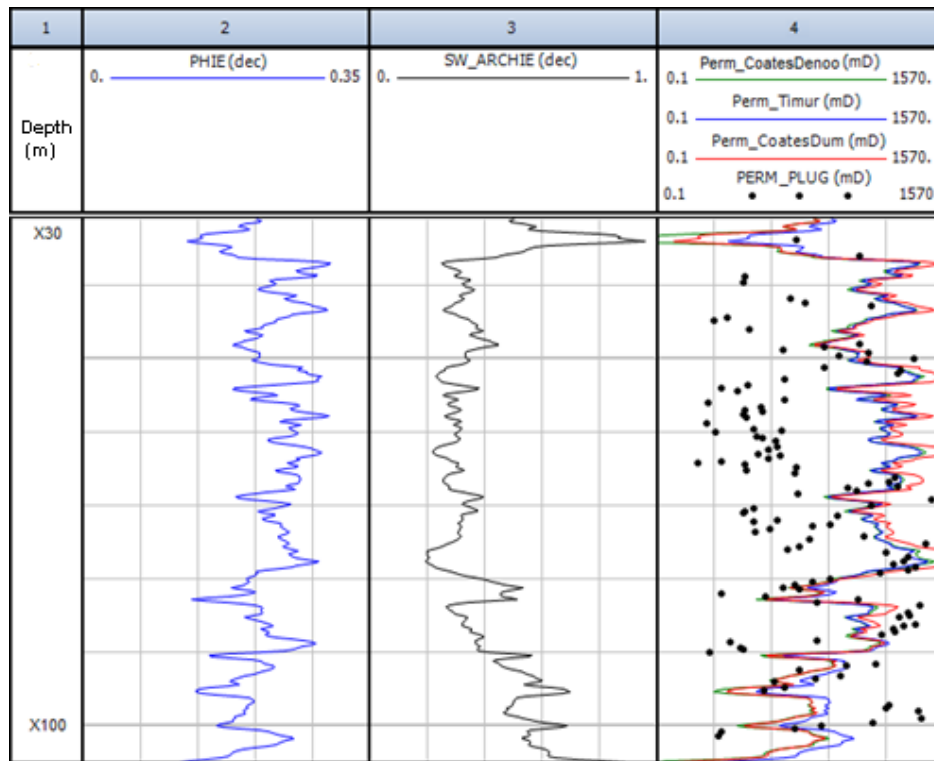 1 2 3 4
PHIE (dec)
0. 0.35
SW_ARCHIE (dec)
0. 1.
Perm_CoatesDenoo (mD)
0.1 1570.
Perm_Timur (mD)
0.1 1570.
Perm_CoatesDum (mD)
0.1 1570.
PERM_PLUG (mD)
0.1 1570
Depth
(m)
X30
X100